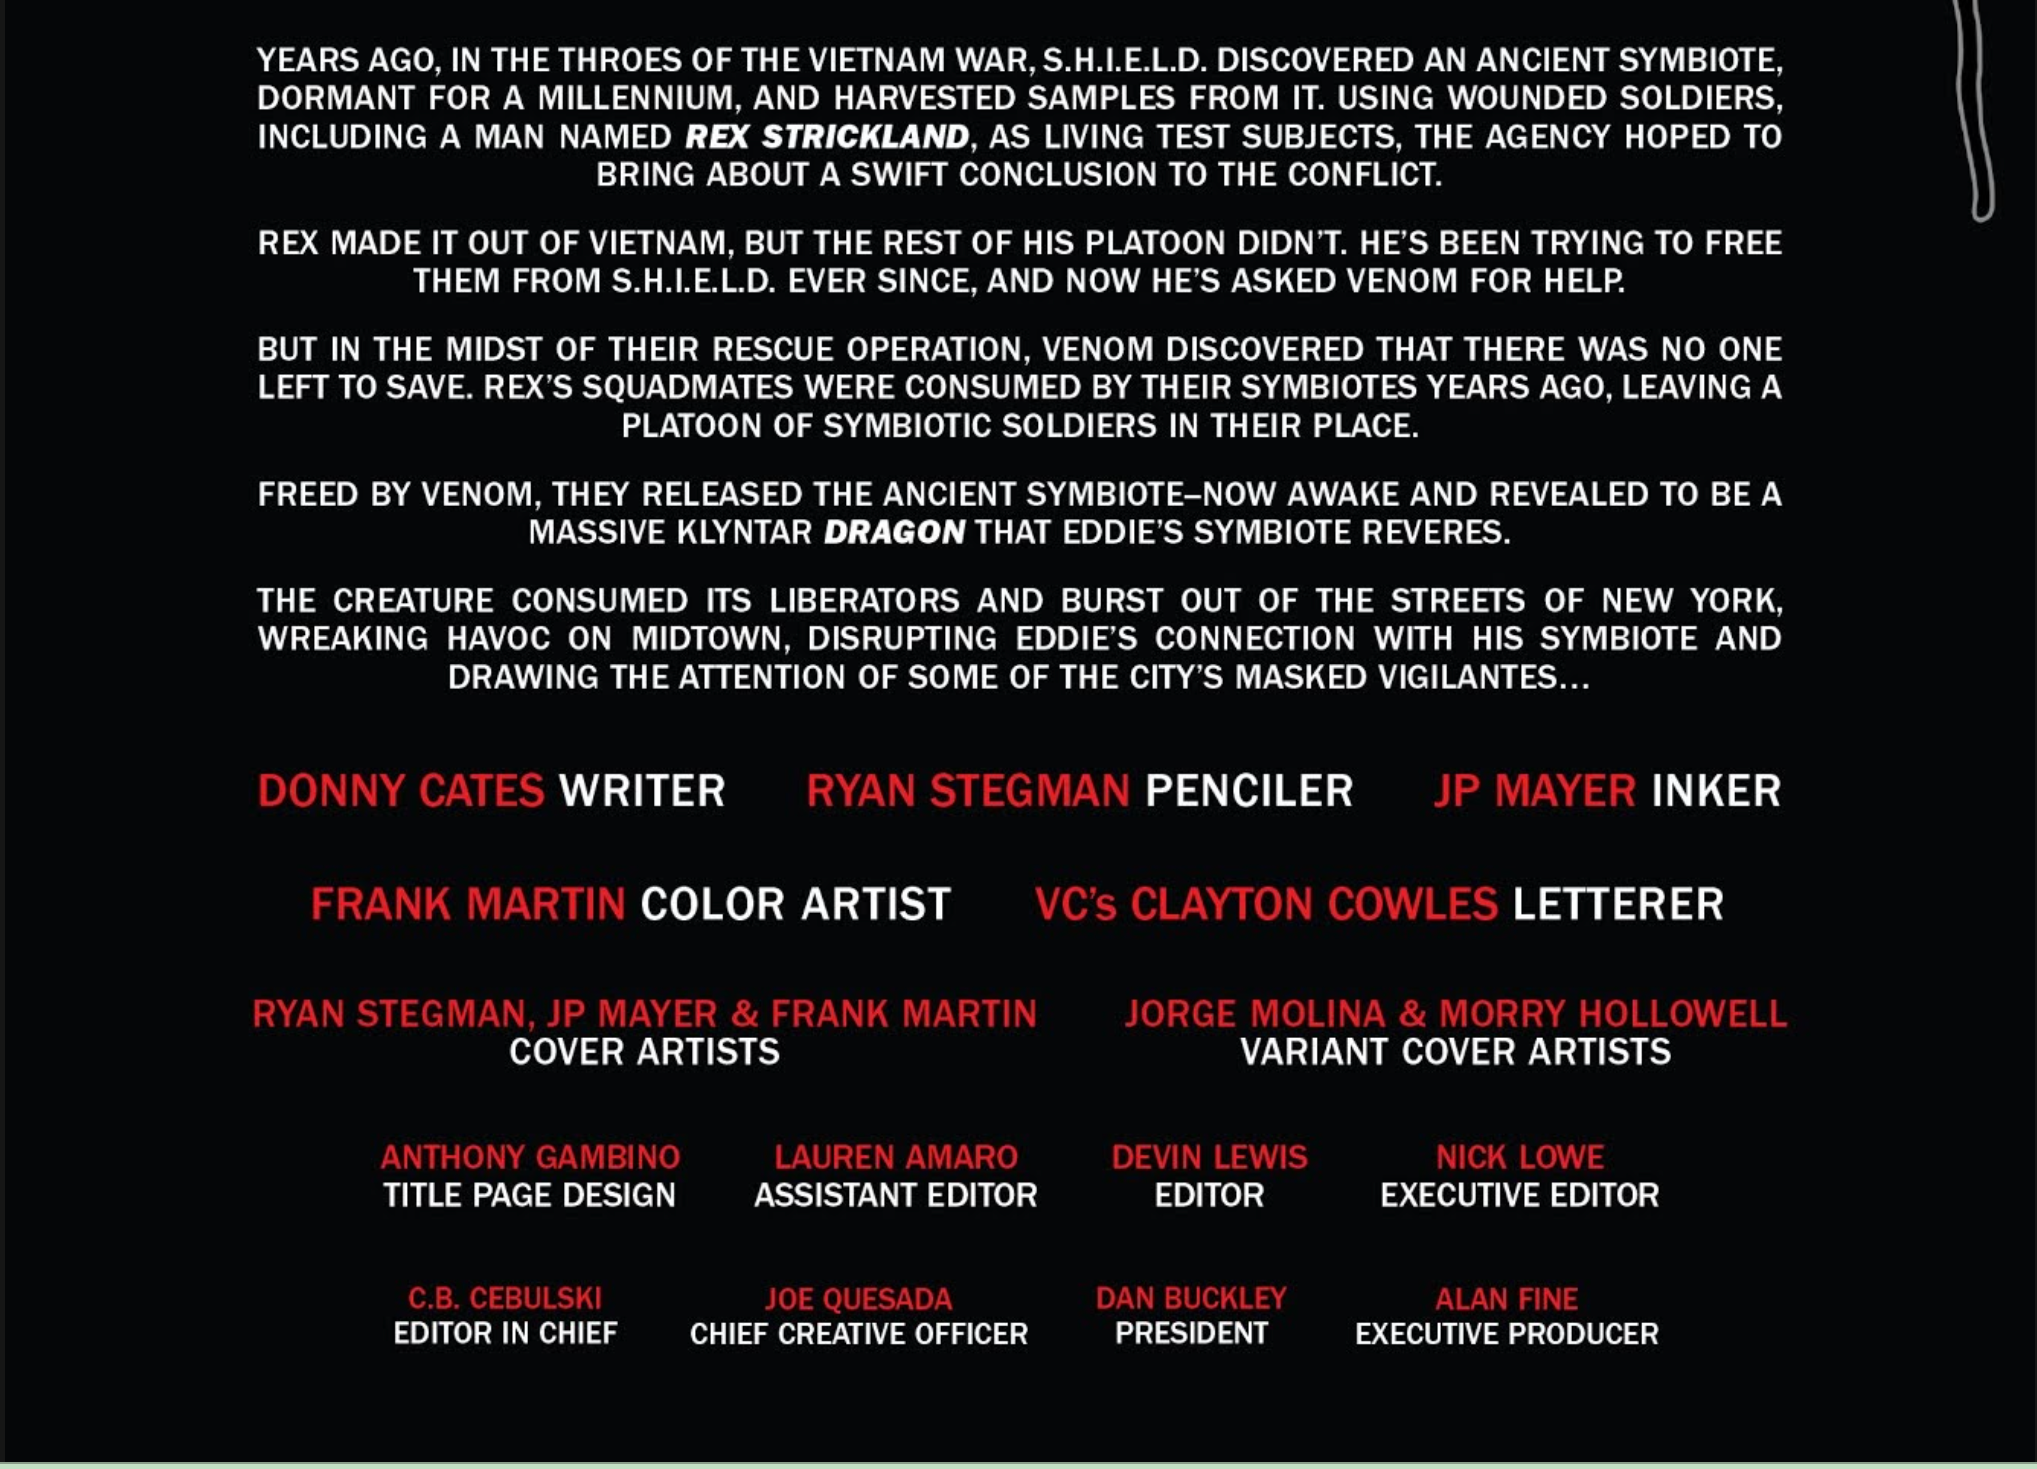 YEARS AGO, IN THE THROES OF THE VIETNAM WAR, S.H.I.E.L.D. DISCOVERED AN ANCIENT SYMBIOTE,
DORMANT FOR A MILLENNIUM, AND HARVESTED SAMPLES FROM IT. USING WOUNDED SOLDIERS,
INCLUDING A MAN NAMED REX STRICKLAND, AS LIVING TEST SUBJECTS, THE AGENCY HOPED TO
BRING ABOUT A SWIFT CONCLUSION TO THE CONFLICT.
REX MADE IT OUT OF VIETNAM, BUT THE REST OF HIS PLATOON DIDN'T. HE'S BEEN TRYING TO FREE
THEM FROM S.H.I.E.L.D. EVER SINCE, AND NOW HE'S ASKED VENOM FOR HELP.
BUT IN THE MIDST OF THEIR RESCUE OPERATION, VENOM DISCOVERED THAT THERE WAS NO ONE
LEFT TO SAVE. REX'S SQUADMATES WERE CONSUMED BY THEIR SYMBIOTES YEARS AGO, LEAVING A
PLATOON OF SYMBIOTIC SOLDIERS IN THEIR PLACE.
FREED BY VENOM, THEY RELEASED THE ANCIENT SYMBIOTE–NOW AWAKE AND REVEALED TO BE A
MASSIVE KLYNTAR DRAGON THAT EDDIE'S SYMBIOTE REVERES.
THE CREATURE CONSUMED ITS LIBERATORS AND BURST OUT OF THE STREETS OF NEW YORK,
WREAKING HAVOC ON MIDTOWN, DISRUPTING EDDIE'S CONNECTION WITH HIS SYMBIOTE AND
DRAWING THE ATTENTION OF SOME OF THE CITY'S MASKED VIGILANTES...
DONNY CATES WRITER RYAN STEGMAN PENCILER JP MAYER INKER
FRANK MARTIN COLOR ARTIST VC's CLAYTON COWLES LETTERER
RYAN STEGMAN, JP MAYER & FRANK MARTIN
COVER ARTISTS
JORGE MOLINA & MORRY HOLLOWELL
VARIANT COVER ARTISTS
ANTHONY GAMBINO
TITLE PAGE DESIGN
LAUREN AMARO
ASSISTANT EDITOR
DEVIN LEWIS
EDITOR
NICK LOWE
EXECUTIVE EDITOR
C.B. CEBULSKI
EDITOR IN CHIEF
JOE QUESADA
CHIEF CREATIVE OFFICER
DAN BUCKLEY
PRESIDENT
ALAN FINE
EXECUTIVE PRODUCER